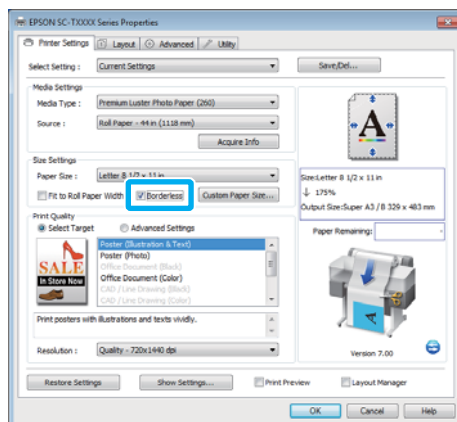 EPSON SC-TXXXX Series Properties
Printer Settings Layout Advanced Utility
Select Setting : Current Settings Save/Del...
Media Settings
Media Type : Premium Luster Photo Paper (260)
Source : Roll Paper - 44 in (1118 mm)
Acquire Info
Size Settings
Paper Size : Letter 8 1/2 x 11 in
Fit to Roll Paper Width Borderless Custom Paper Size...
Print Quality
Select Target Advanced Settings
SALE
In Store Now
Poster (Illustration & Text)
Poster (Photo)
Office Document (Black)
Office Document (Color)
CAD / Line Drawing (Black)
CAD / Line Drawing (Color)
Print posters with illustrations and texts vividly.
Resolution : Quality - 720x1440 dpi
A
Size:Letter 8 1/2 x 11 in
↓ 175%
Output Size:Super A3 / B 329 x 483 mm
Paper Remaining:
A
Version 7.00
Restore Settings Show Settings... Print Preview Layout Manager
OK Cancel Help